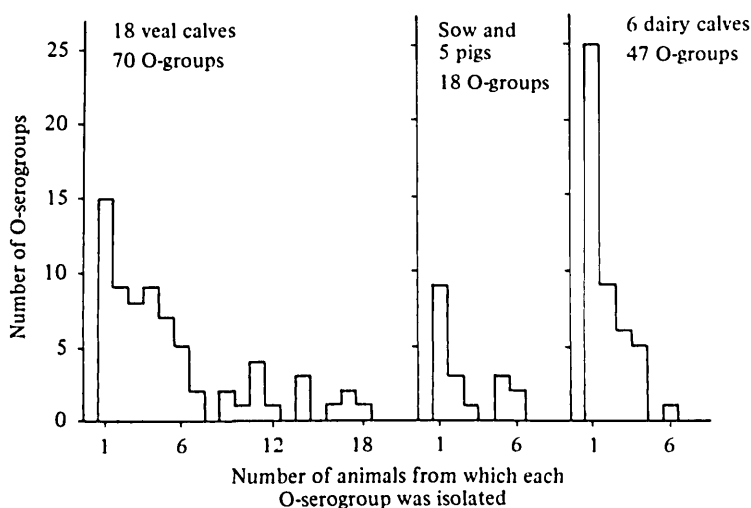 18 veal calves
70 O-groups
Sow and
5 pigs
18 O-groups
6 dairy calves
47 O-groups
Number of O-serogroups
25
20
15
10
5
0
1 6 12 18
1 6
1 6
Number of animals from which each
O-serogroup was isolated